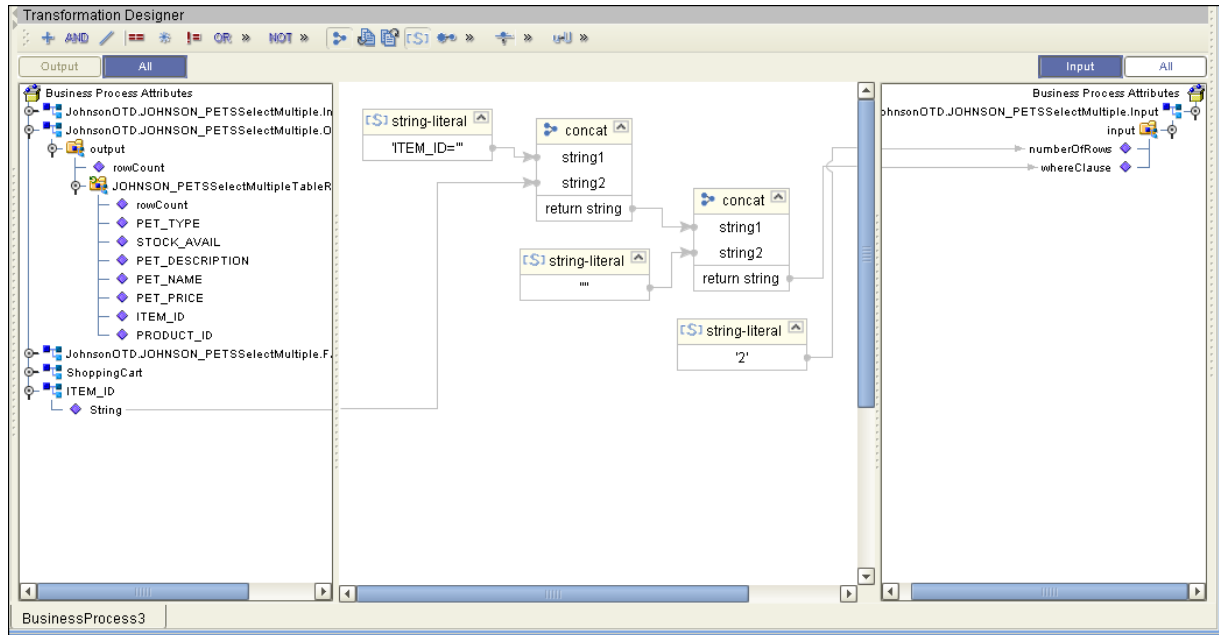 Transformation Designer
AND == != OR » NOT » [S] » » »
Output All
Input All
Business Process Attributes
JohnsonOTD.JOHNSON_PETSSelectMultiple.In
JohnsonOTD.JOHNSON_PETSSelectMultiple.O
output
rowCount
JOHNSON_PETSSelectMultipleTableR
rowCount
PET_TYPE
STOCK_AVAIL
PET_DESCRIPTION
PET_NAME
PET_PRICE
ITEM_ID
PRODUCT_ID
JohnsonOTD.JOHNSON_PETSSelectMultiple.F
ShoppingCart
ITEM_ID
String
[S] string-literal
'ITEM_ID='"
concat
string1
string2
return string
[S] string-literal
""
concat
string1
string2
return string
[S] string-literal
'2'
Business Process Attributes
ohnsonOTD.JOHNSON_PETSSelectMultiple.Input
input
numberOfRows
whereClause
BusinessProcess3